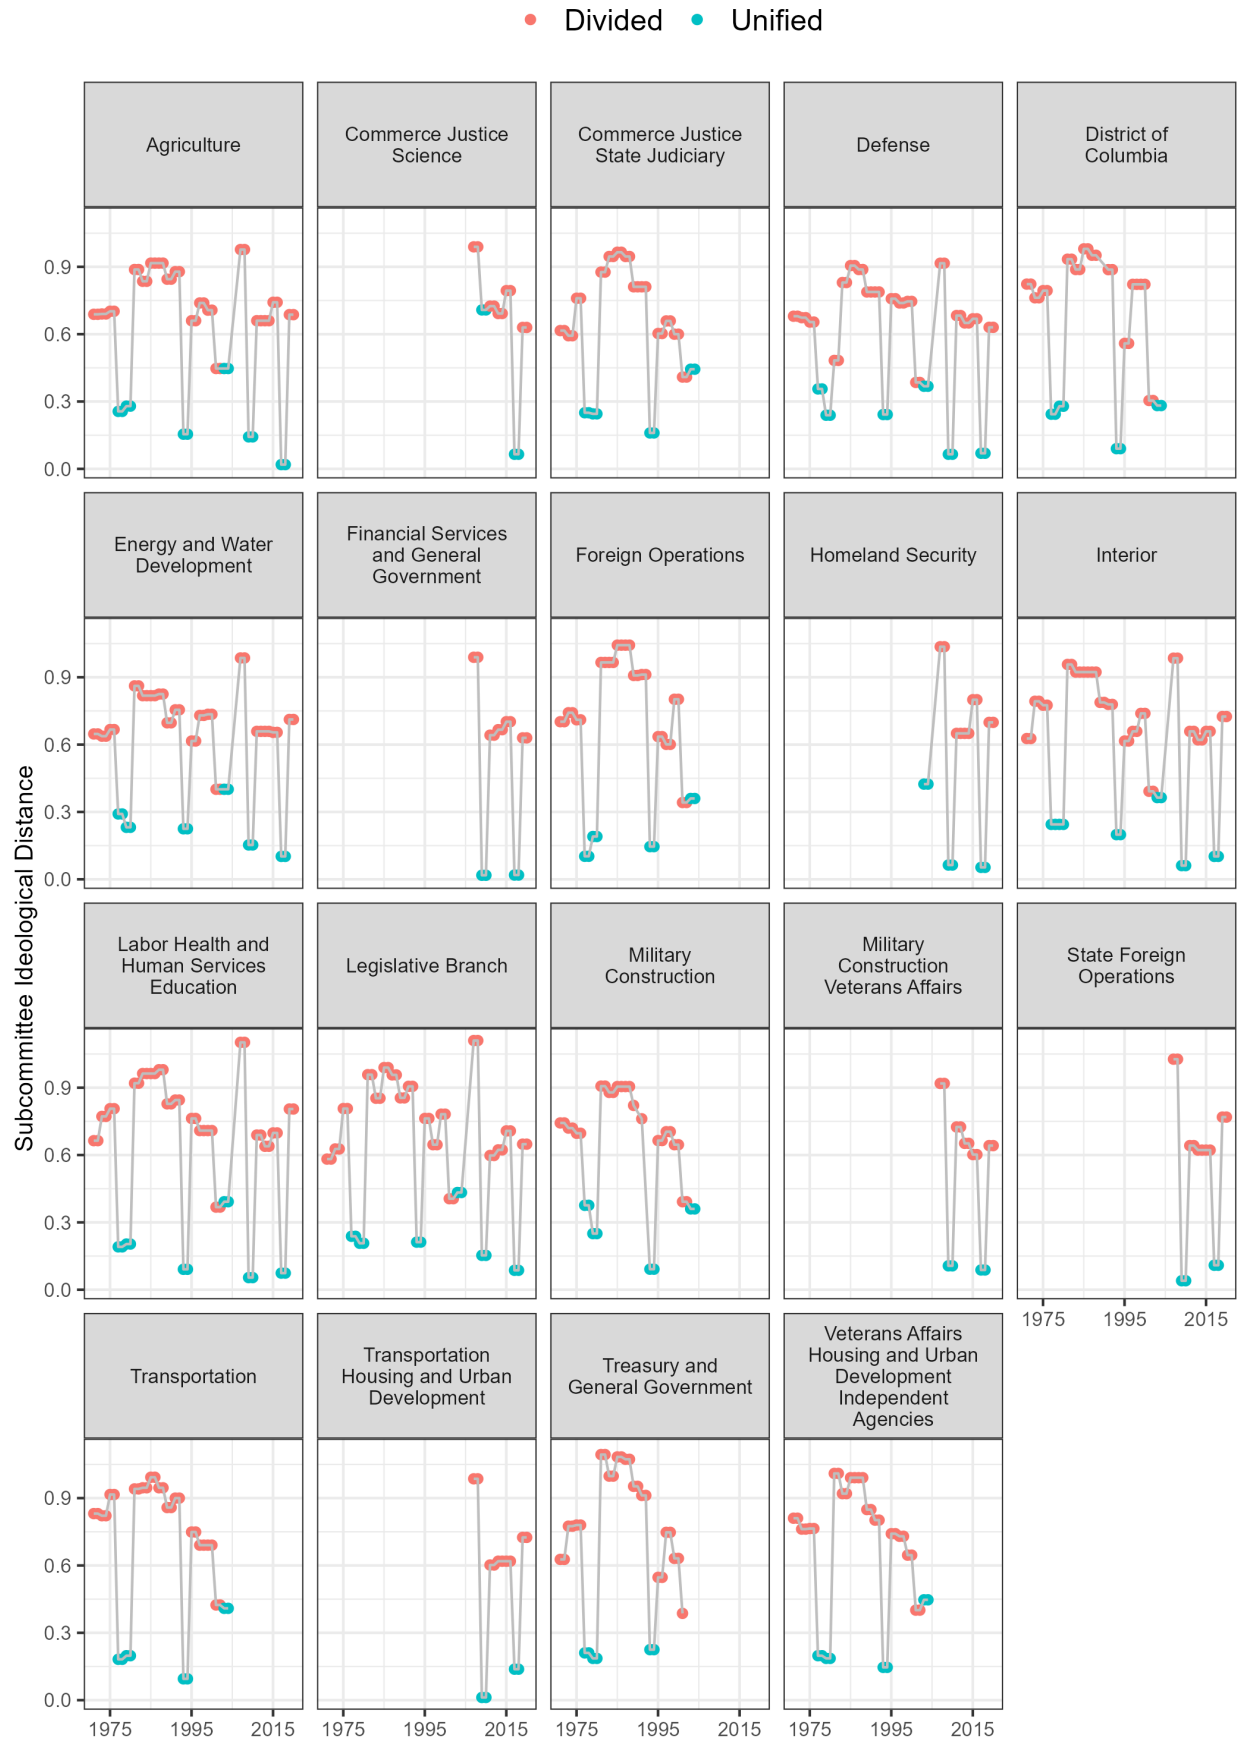 Divided Unified
Agriculture
Commerce Justice
Science
Commerce Justice
State Judiciary
Defense
District of
Columbia
0.9
0.6
0.3
0.0
Energy and Water
Development
Financial Services
and General
Government
Foreign Operations
Homeland Security
Interior
0.9
0.6
0.3
0.0
Subcommittee Ideological Distance
Labor Health and
Human Services
Education
Legislative Branch
Military
Construction
Military
Construction
Veterans Affairs
State Foreign
Operations
0.9
0.6
0.3
0.0
1975 1995 2015
Transportation
Transportation
Housing and Urban
Development
Treasury and
General Government
Veterans Affairs
Housing and Urban
Development
Independent
Agencies
0.9
0.6
0.3
0.0
1975 1995 2015 1975 1995 2015 1975 1995 2015 1975 1995 2015